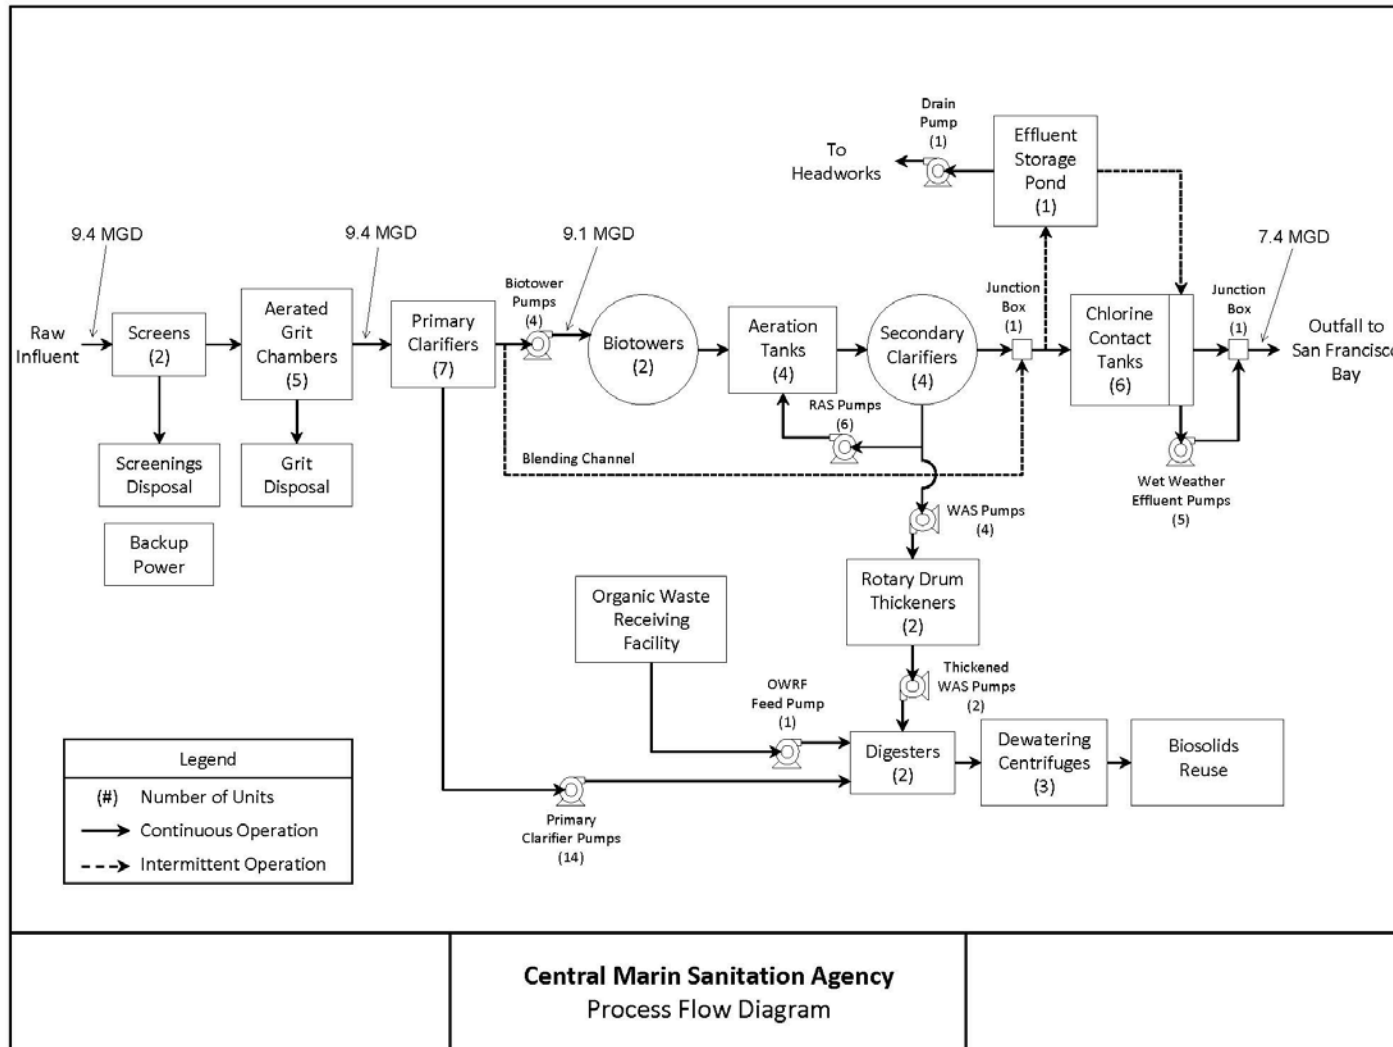 Drain
Pump
(1)
To
Headworks
Effluent
Storage
Pond
(1)
9.4 MGD
9.4 MGD
9.1 MGD
7.4 MGD
Raw
Influent
Screens
(2)
Aerated
Grit
Chambers
(5)
Primary
Clarifiers
(7)
Biotower
Pumps
(4)
Biotowers
(2)
Aeration
Tanks
(4)
Secondary
Clarifiers
(4)
Junction
Box
(1)
Chlorine
Contact
Tanks
(6)
Junction
Box
(1)
Outfall to
San Francisco
Bay
RAS Pumps
(6)
Blending Channel
Screenings
Disposal
Grit
Disposal
Wet Weather
Effluent Pumps
(5)
Backup
Power
WAS Pumps
(4)
Organic Waste
Receiving
Facility
Rotary Drum
Thickeners
(2)
Thickened
WAS Pumps
(2)
OWRF
Feed Pump
(1)
Digesters
(2)
Dewatering
Centrifuges
(3)
Biosolids
Reuse
Primary
Clarifier Pumps
(14)
Legend
(#) Number of Units
Continuous Operation
Intermittent Operation
Central Marin Sanitation Agency
Process Flow Diagram